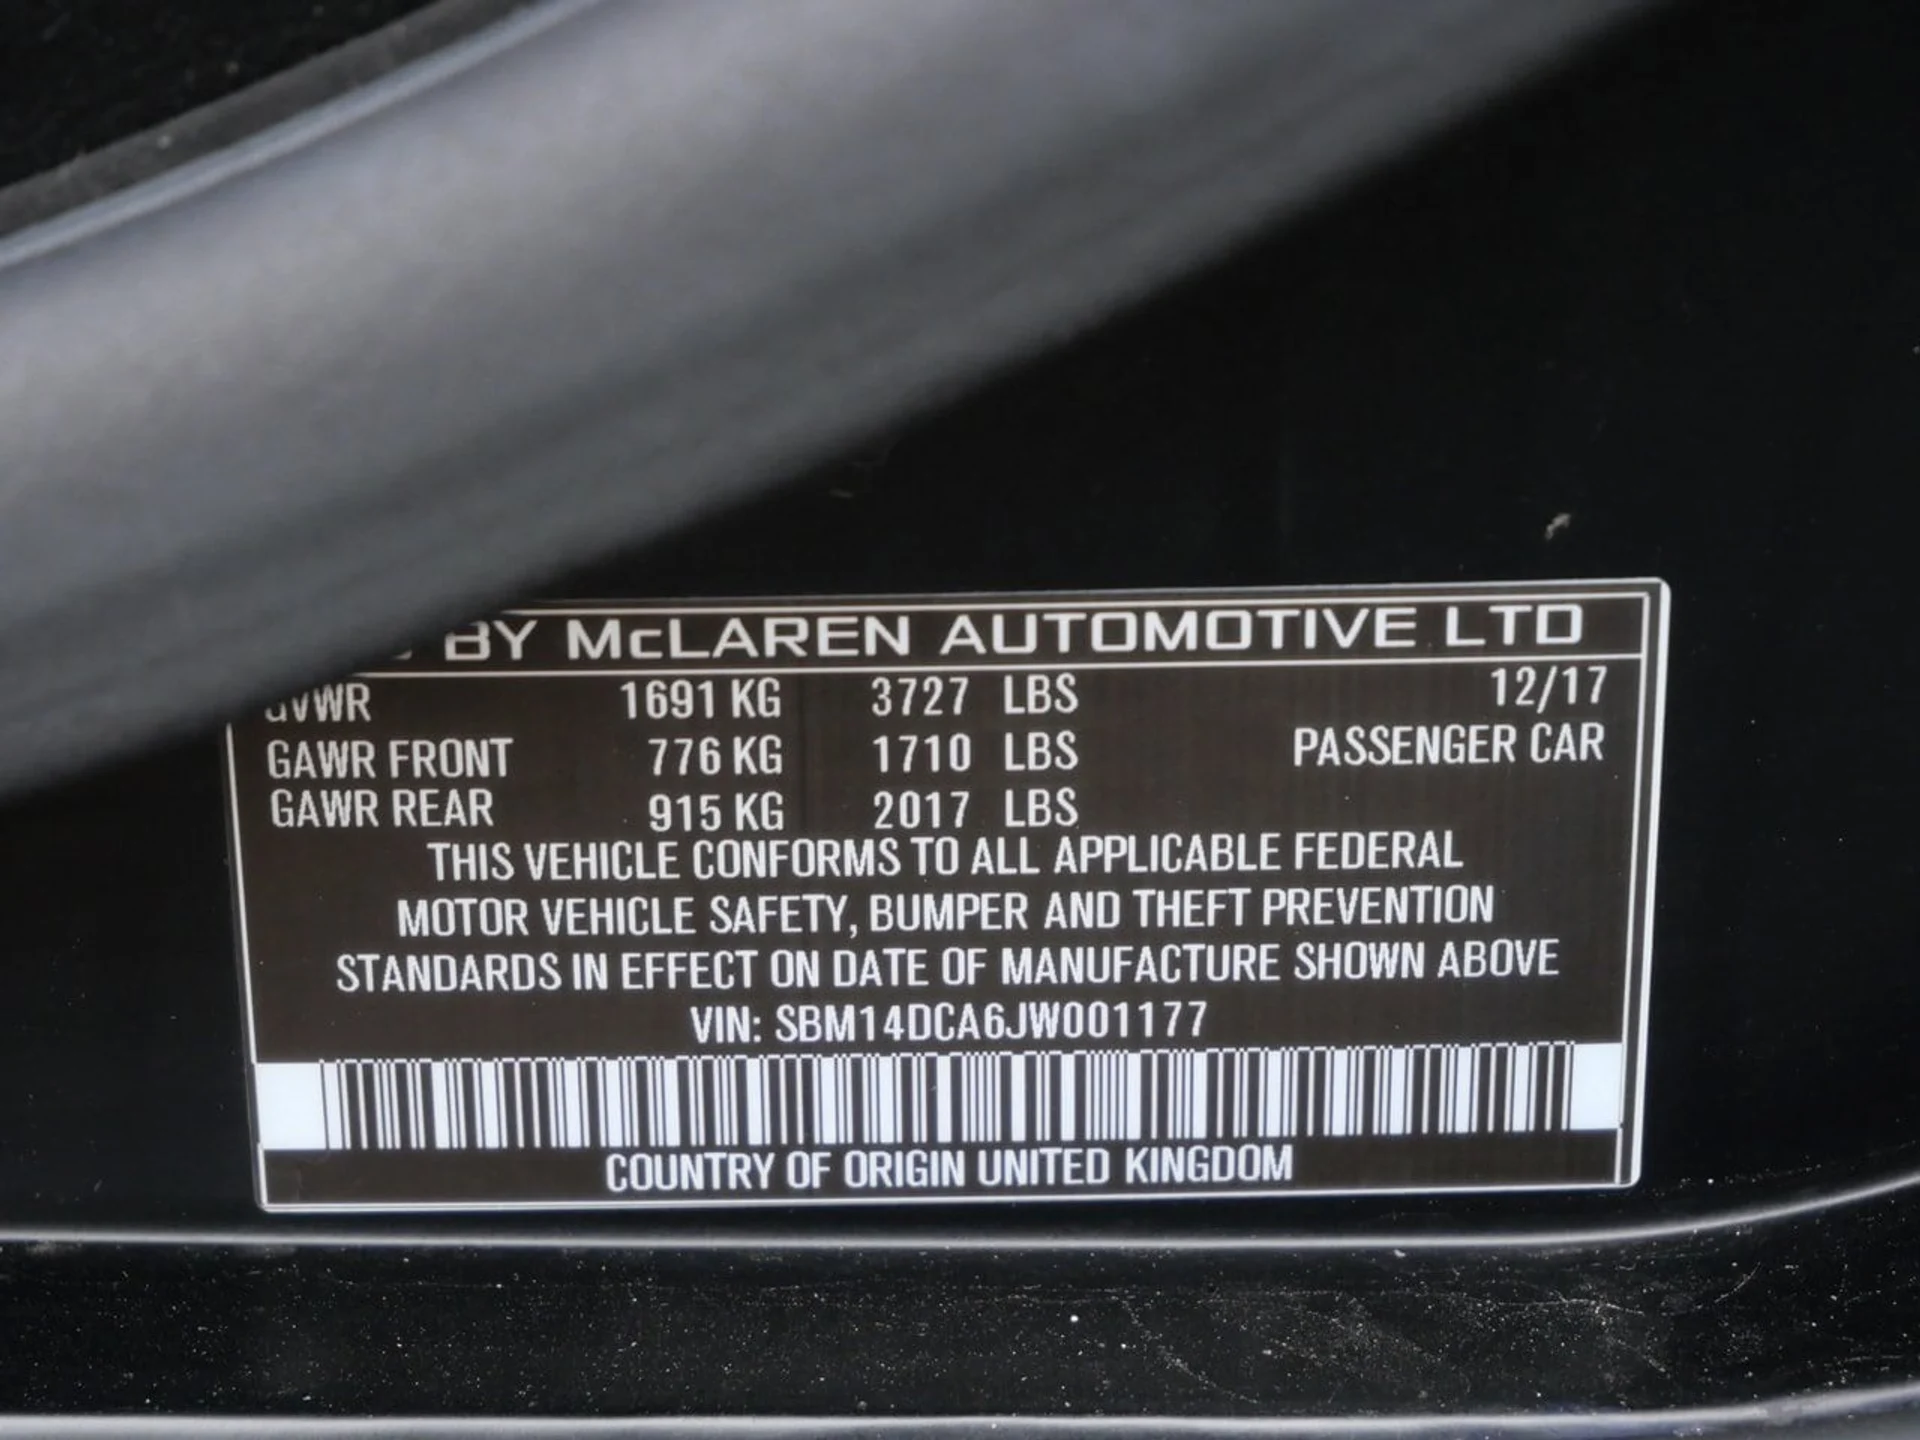 BY McLAREN AUTOMOTIVE LTD
GVWR 1691 KG 3727 LBS 12/17
GAWR FRONT 776 KG 1710 LBS PASSENGER CAR
GAWR REAR 915 KG 2017 LBS
THIS VEHICLE CONFORMS TO ALL APPLICABLE FEDERAL
MOTOR VEHICLE SAFETY, BUMPER AND THEFT PREVENTION
STANDARDS IN EFFECT ON DATE OF MANUFACTURE SHOWN ABOVE
VIN: SBM14DCA6JW001177
COUNTRY OF ORIGIN UNITED KINGDOM